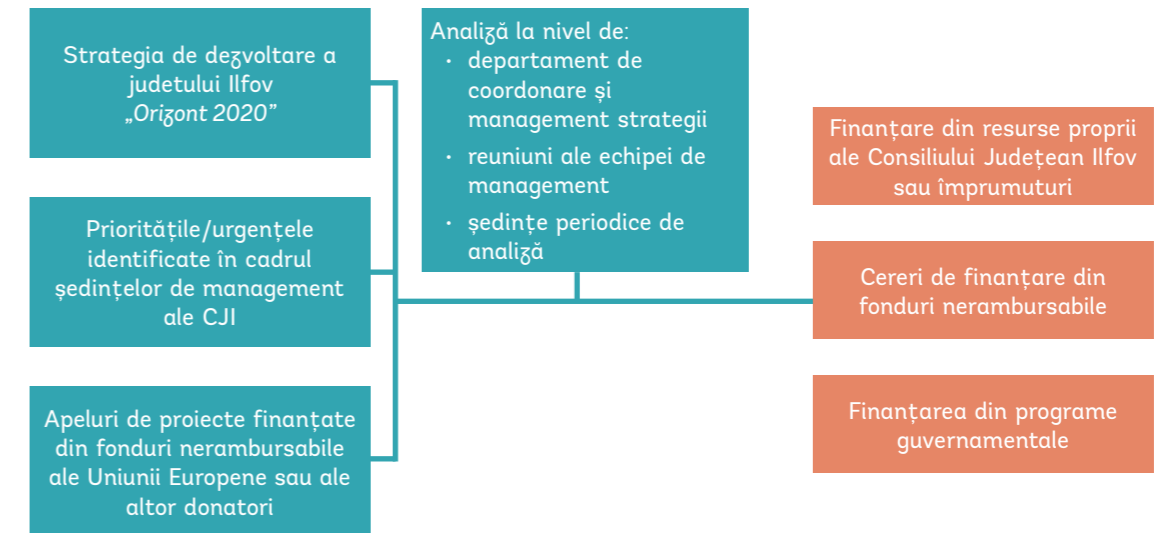 Strategia de dezvoltare a
judetului Ilfov
„Orizont 2020”
Prioritățile/urgențele
identificate în cadrul
ședințelor de management
ale CJI
Apeluri de proiecte finanțate
din fonduri nerambursabile
ale Uniunii Europene sau ale
altor donatori
Analiză la nivel de:
• departament de
coordonare și
management strategii
• reuniuni ale echipei de
management
• ședințe periodice de
analiză
Finanțare din resurse proprii
ale Consiliului Județean Ilfov
sau împrumuturi
Cereri de finanțare din
fonduri nerambursabile
Finanțarea din programe
guvernamentale